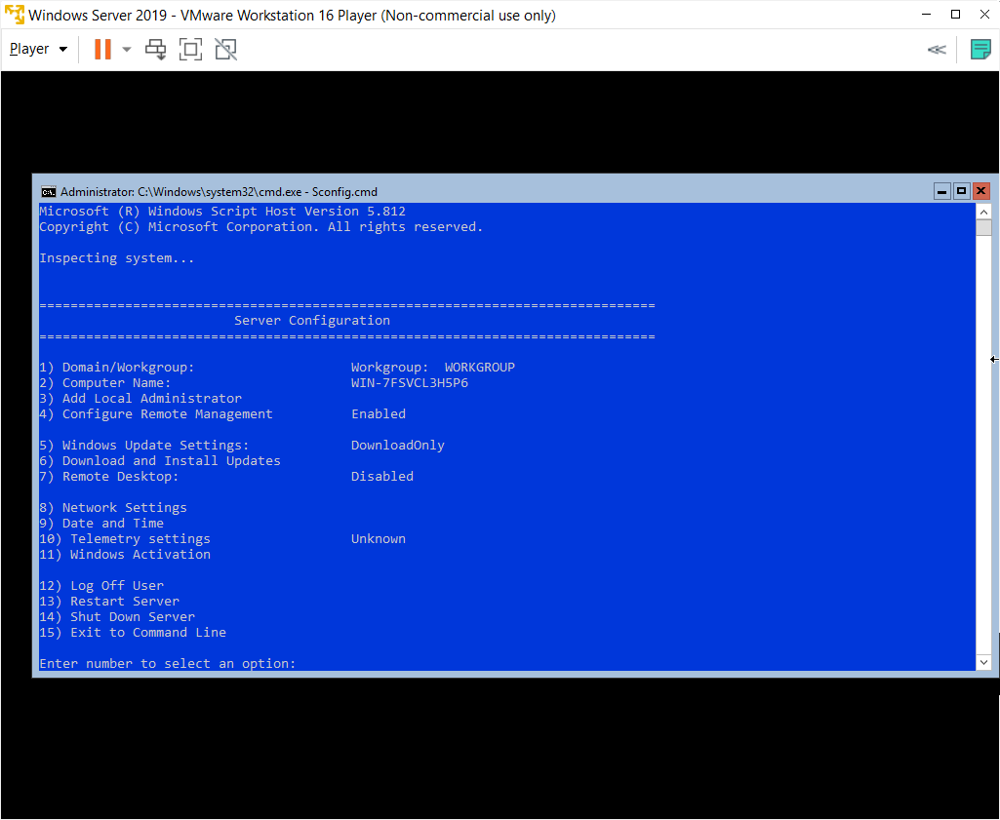 Windows Server 2019 - VMware Workstation 16 Player (Non-commercial use only)
Player
Administrator: C:\Windows\system32\cmd.exe - Sconfig.cmd
Microsoft (R) Windows Script Host Version 5.812
Copyright (C) Microsoft Corporation. All rights reserved.
Inspecting system...
===============================================================================
Server Configuration
===============================================================================
1) Domain/Workgroup: Workgroup: WORKGROUP
2) Computer Name: WIN-7FSVCL3H5P6
3) Add Local Administrator
4) Configure Remote Management Enabled
5) Windows Update Settings: DownloadOnly
6) Download and Install Updates
7) Remote Desktop: Disabled
8) Network Settings
9) Date and Time
10) Telemetry settings Unknown
11) Windows Activation
12) Log Off User
13) Restart Server
14) Shut Down Server
15) Exit to Command Line
Enter number to select an option: